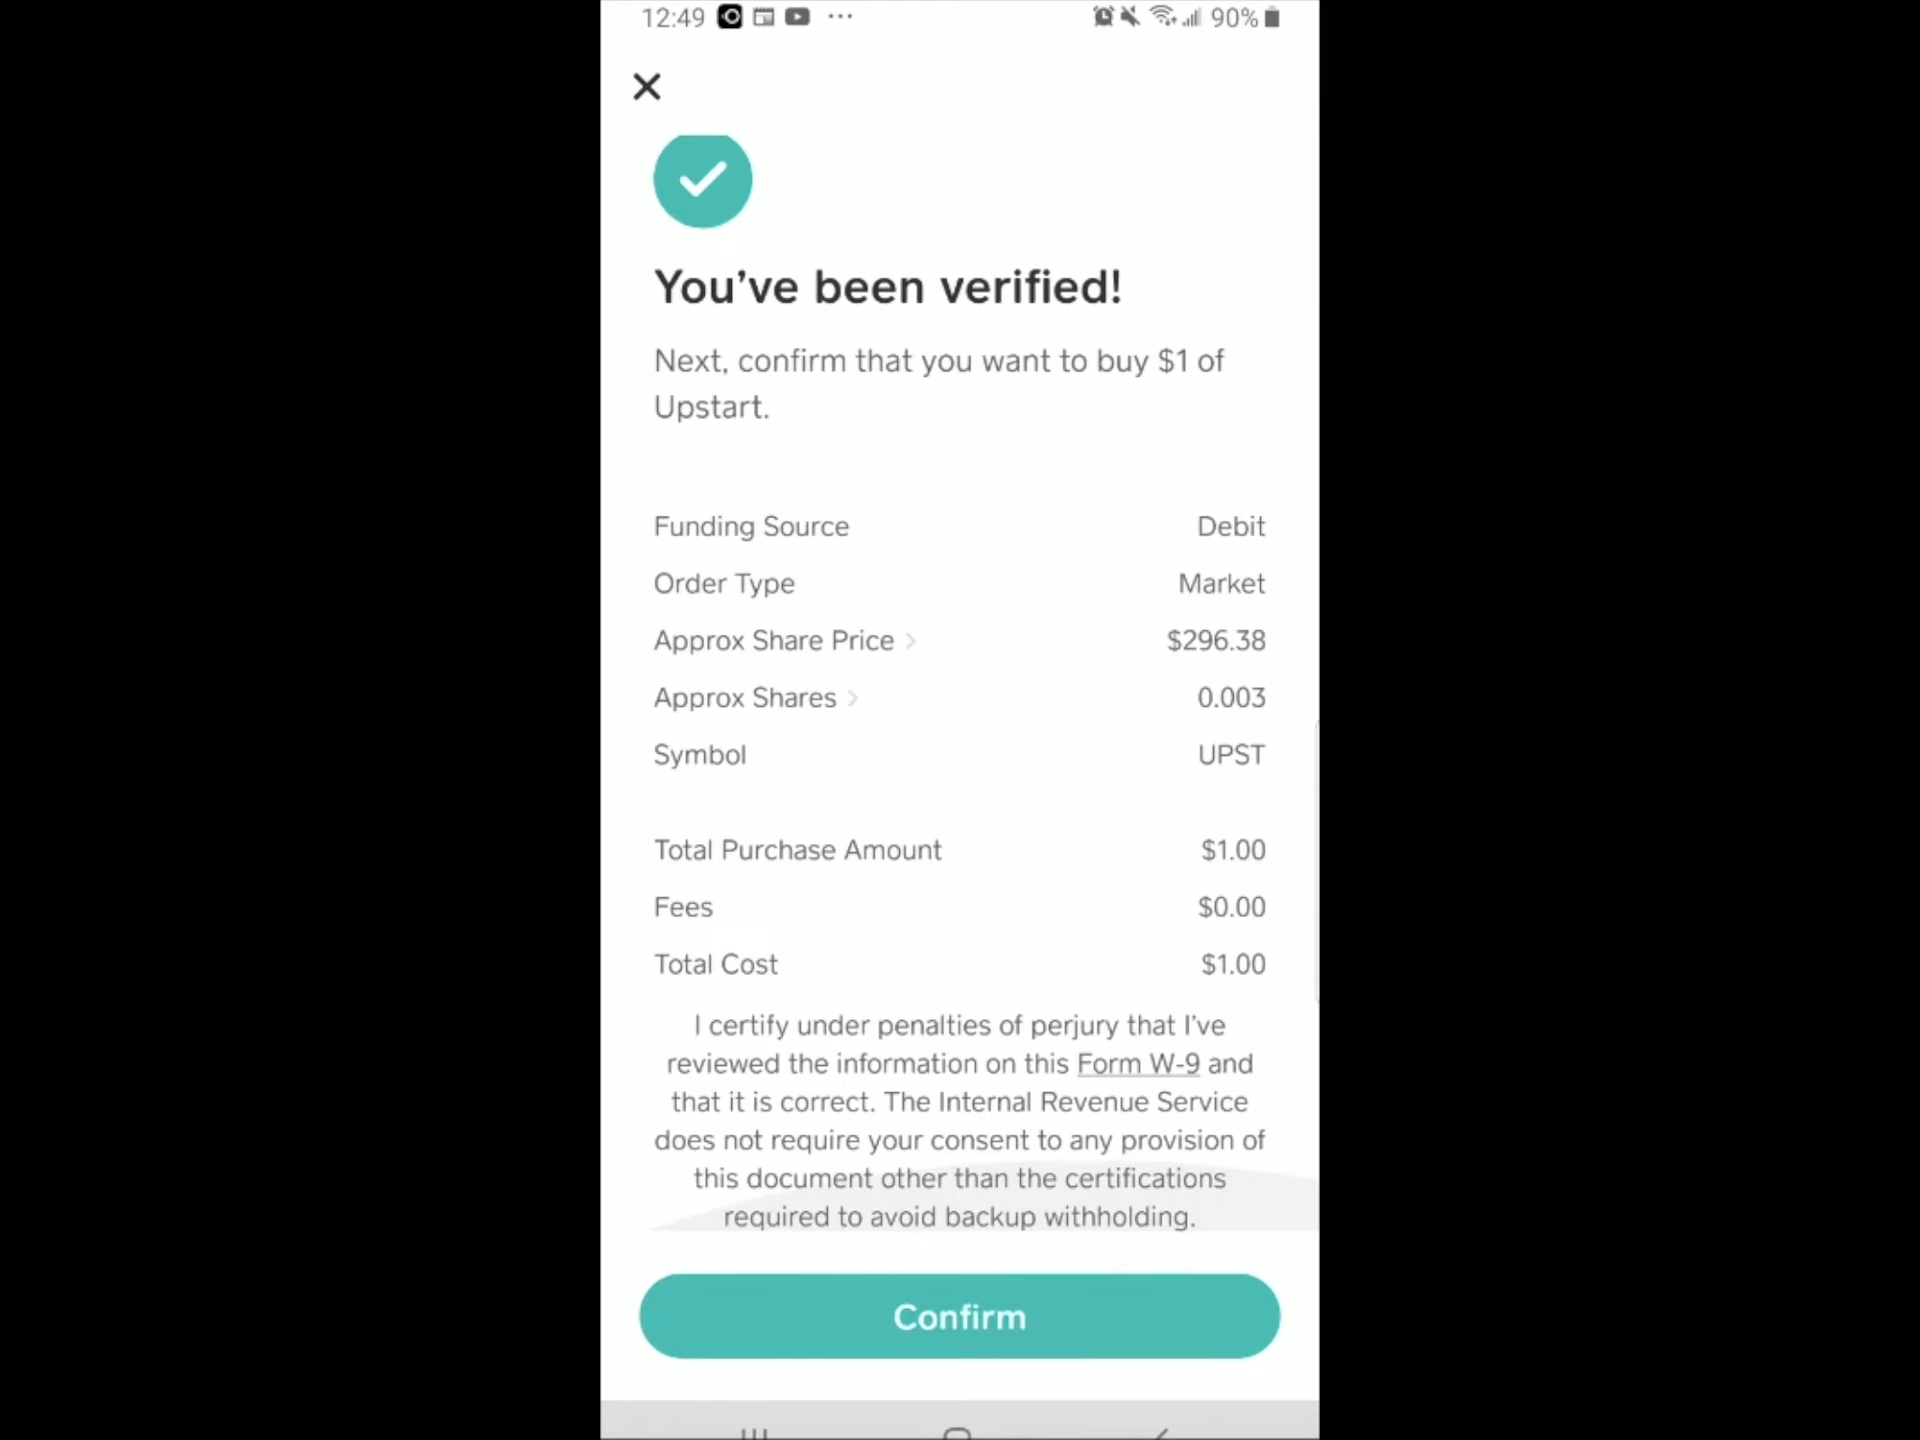 12:49 ··· 90%
You've been verified!
Next, confirm that you want to buy $1 of
Upstart.
Funding Source Debit
Order Type Market
Approx Share Price > $296.38
Approx Shares > 0.003
Symbol UPST
Total Purchase Amount $1.00
Fees $0.00
Total Cost $1.00
I certify under penalties of perjury that I've
reviewed the information on this Form W-9 and
that it is correct. The Internal Revenue Service
does not require your consent to any provision of
this document other than the certifications
required to avoid backup withholding.
Confirm